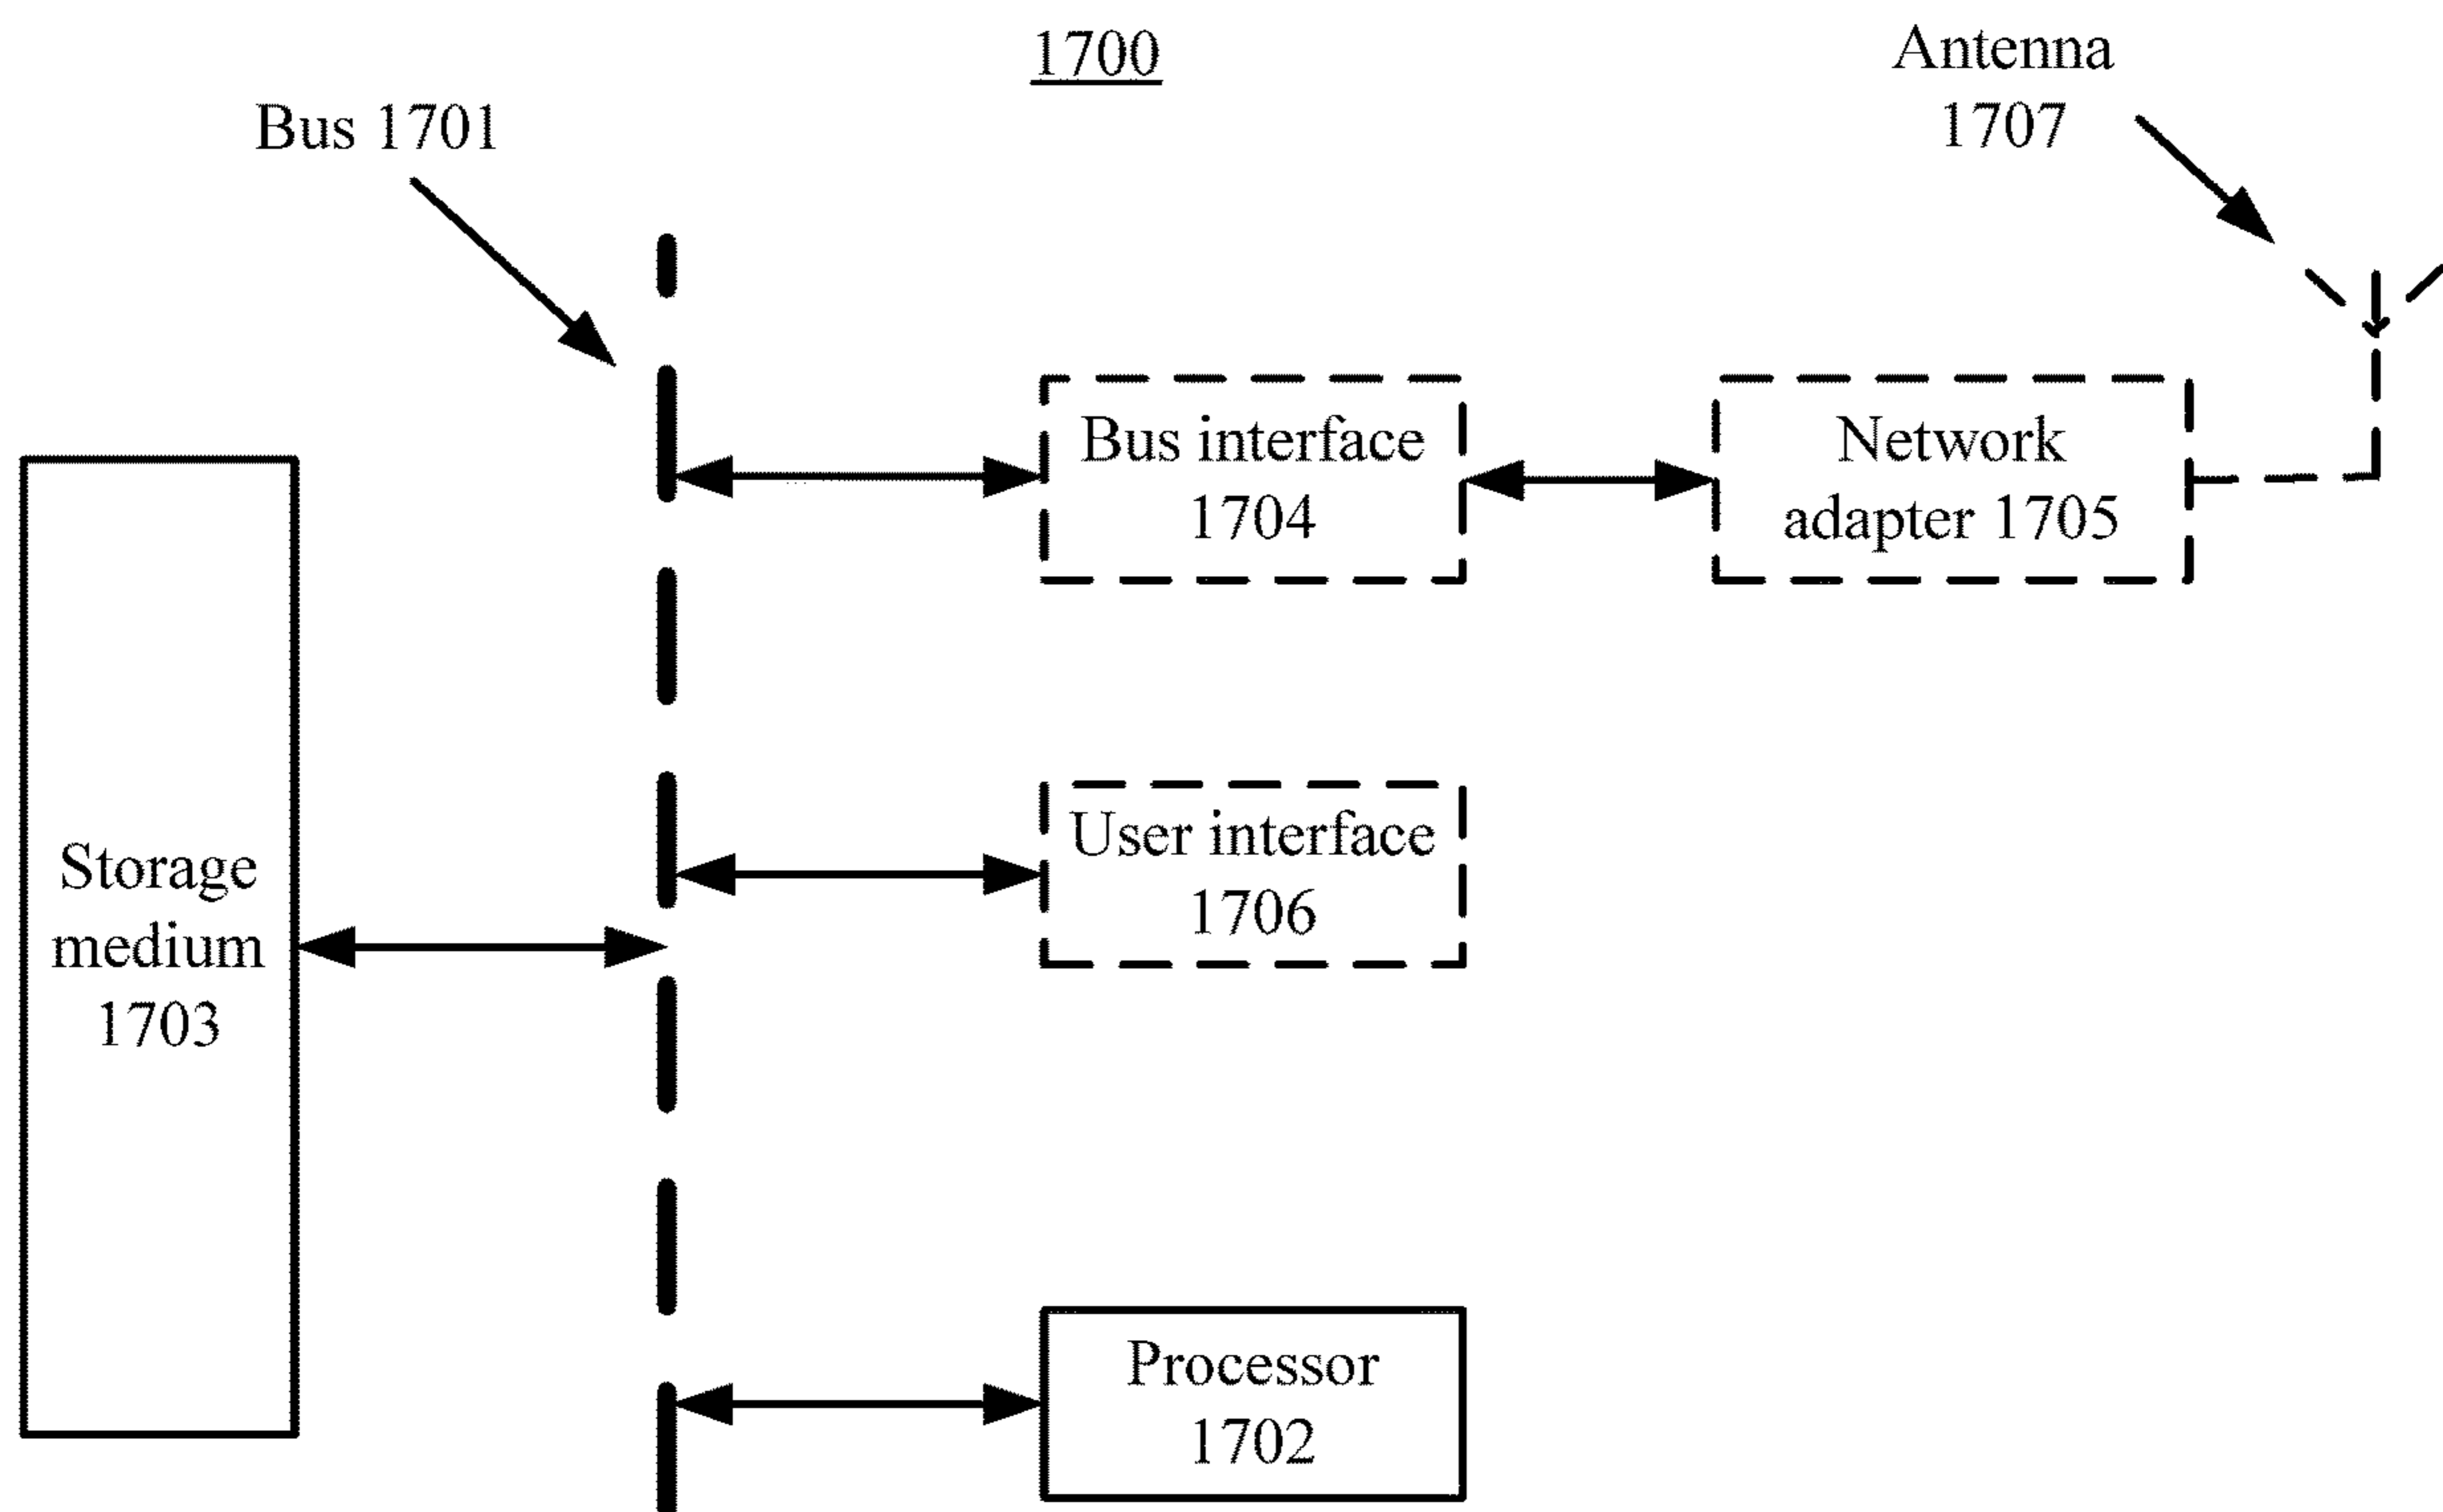 1700
Antenna
1707
Bus 1701
Bus interface
1704
Network
adapter 1705
User interface
1706
Storage
medium
1703
Processor
1702